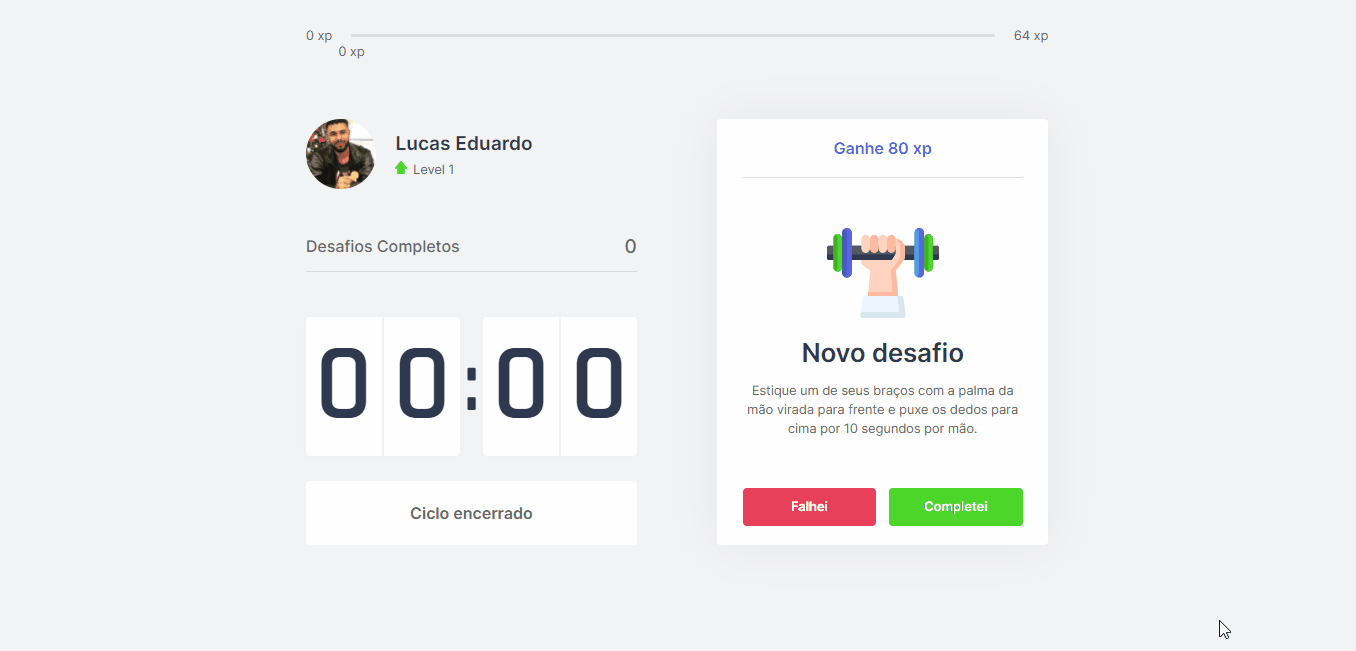 0 xp
64 xp
0 xp
Lucas Eduardo
Level 1
Desafios Completos 0
00:00
Ciclo encerrado
Ganhe 80 xp
Novo desafio
Estique um de seus braços com a palma da
mão virada para frente e puxe os dedos para
cima por 10 segundos por mão.
Falhei
Completei